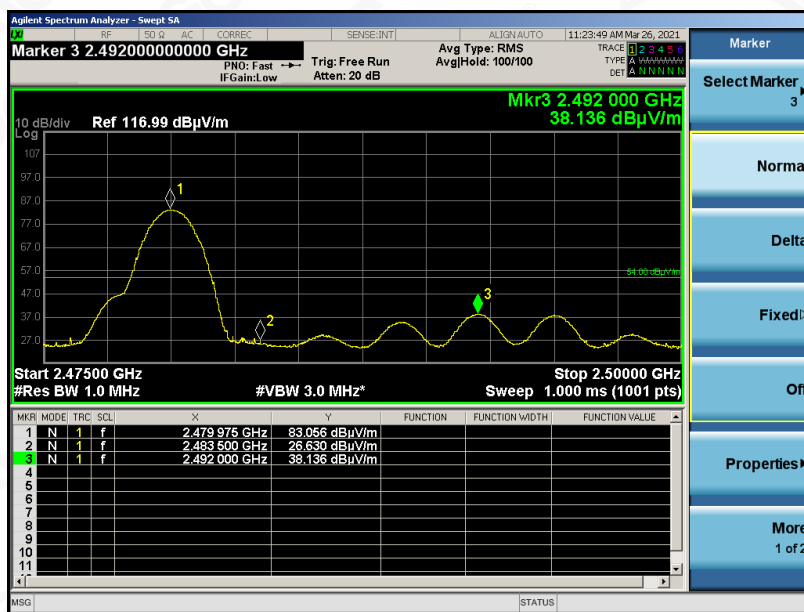 Agilent Spectrum Analyzer - Swept SA
LXI RF 50 Ω AC CORREC SENSE:INT ALIGN AUTO 11:23:49 AM Mar 26, 2021
Marker 3 2.492000000000 GHz
PNO: Fast
IFGain:Low
Trig: Free Run
Atten: 20 dB
Avg Type: RMS
Avg|Hold: 100/100
TRACE 1 2 3 4 5 6
TYPE A WWWWW
DET A N N N N N
Mkr3 2.492 000 GHz
38.136 dBµV/m
10 dB/div Ref 116.99 dBµV/m
Log
107
97.0
87.0
77.0
67.0
57.0
47.0
37.0
27.0
1
2
3
54.00 dBµV/m
Start 2.47500 GHz Stop 2.50000 GHz
#Res BW 1.0 MHz #VBW 3.0 MHz* Sweep 1.000 ms (1001 pts)
MKR MODE TRC SCL X Y FUNCTION FUNCTION WIDTH FUNCTION VALUE
1 N 1 f 2.479 975 GHz 83.056 dBµV/m
2 N 1 f 2.483 500 GHz 26.630 dBµV/m
3 N 1 f 2.492 000 GHz 38.136 dBµV/m
4
5
6
7
8
9
10
11
MSG STATUS
Marker
Select Marker
3
Norma
Delta
Fixed
Of
Properties
More
1 of 2